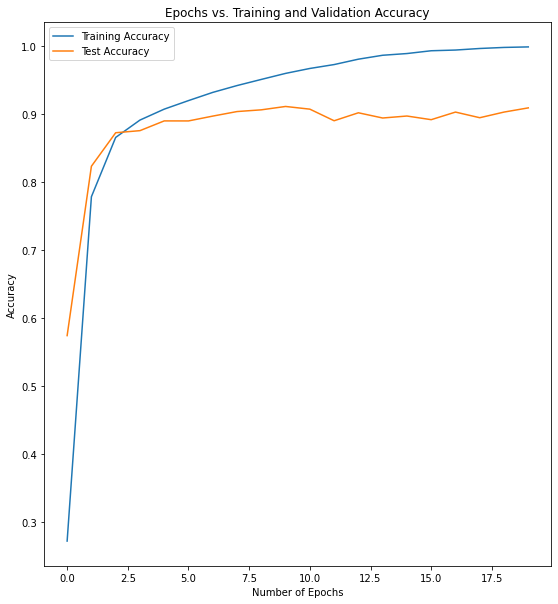 Epochs vs. Training and Validation Accuracy
Training Accuracy
Test Accuracy
1.0
0.9
0.8
0.7
0.6
0.5
0.4
0.3
Accuracy
0.0 2.5 5.0 7.5 10.0 12.5 15.0 17.5
Number of Epochs